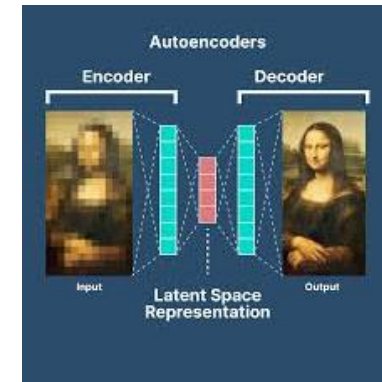 Autoencoders
Encoder
Decoder
Input
Output
Latent Space
Representation